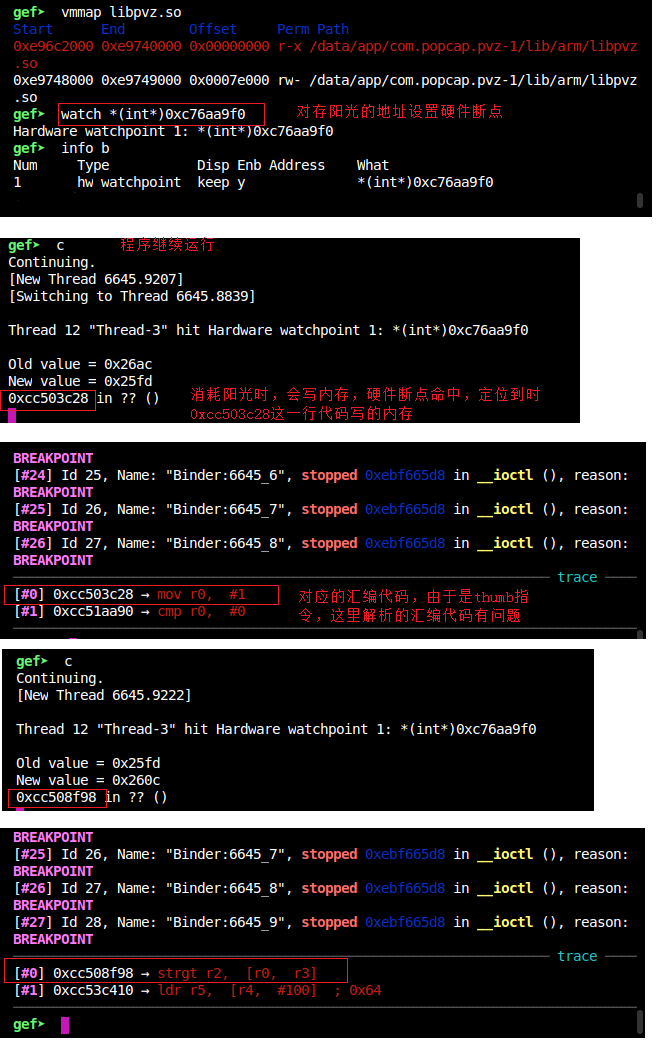 gef➤  vmmap libpvz.so
Start      End        Offset     Perm Path
0xe96c2000 0xe9740000 0x00000000 r-x /data/app/com.popcap.pvz-1/lib/arm/libpvz
.so
0xe9748000 0xe9749000 0x0007e000 rw- /data/app/com.popcap.pvz-1/lib/arm/libpvz
.so
gef➤  watch *(int*)0xc76aa9f0 对存阳光的地址设置硬件断点
Hardware watchpoint 1: *(int*)0xc76aa9f0
gef➤  info b
Num     Type           Disp Enb Address    What
1       hw watchpoint  keep y              *(int*)0xc76aa9f0
gef➤  c 程序继续运行
Continuing.
[New Thread 6645.9207]
[Switching to Thread 6645.8839]
Thread 12 "Thread-3" hit Hardware watchpoint 1: *(int*)0xc76aa9f0
Old value = 0x26ac
New value = 0x25fd
0xcc503c28 in ?? ()
消耗阳光时，会写内存，硬件断点命中，定位到时
0xcc503c28这一行代码写的内存
BREAKPOINT
[#24] Id 25, Name: "Binder:6645_6", stopped 0xebf665d8 in __ioctl (), reason:
BREAKPOINT
[#25] Id 26, Name: "Binder:6645_7", stopped 0xebf665d8 in __ioctl (), reason:
BREAKPOINT
[#26] Id 27, Name: "Binder:6645_8", stopped 0xebf665d8 in __ioctl (), reason:
BREAKPOINT
trace
[#0] 0xcc503c28 → mov r0,  #1
[#1] 0xcc51aa90 → cmp r0,  #0
对应的汇编代码，由于是thumb指
令，这里解析的汇编代码有问题
gef➤  c
Continuing.
[New Thread 6645.9222]
Thread 12 "Thread-3" hit Hardware watchpoint 1: *(int*)0xc76aa9f0
Old value = 0x25fd
New value = 0x260c
0xcc508f98 in ?? ()
BREAKPOINT
[#25] Id 26, Name: "Binder:6645_7", stopped 0xebf665d8 in __ioctl (), reason:
BREAKPOINT
[#26] Id 27, Name: "Binder:6645_8", stopped 0xebf665d8 in __ioctl (), reason:
BREAKPOINT
[#27] Id 28, Name: "Binder:6645_9", stopped 0xebf665d8 in __ioctl (), reason:
BREAKPOINT
trace
[#0] 0xcc508f98 → strgt r2,  [r0,  r3]
[#1] 0xcc53c410 → ldr r5,  [r4,  #100]  ; 0x64
gef➤